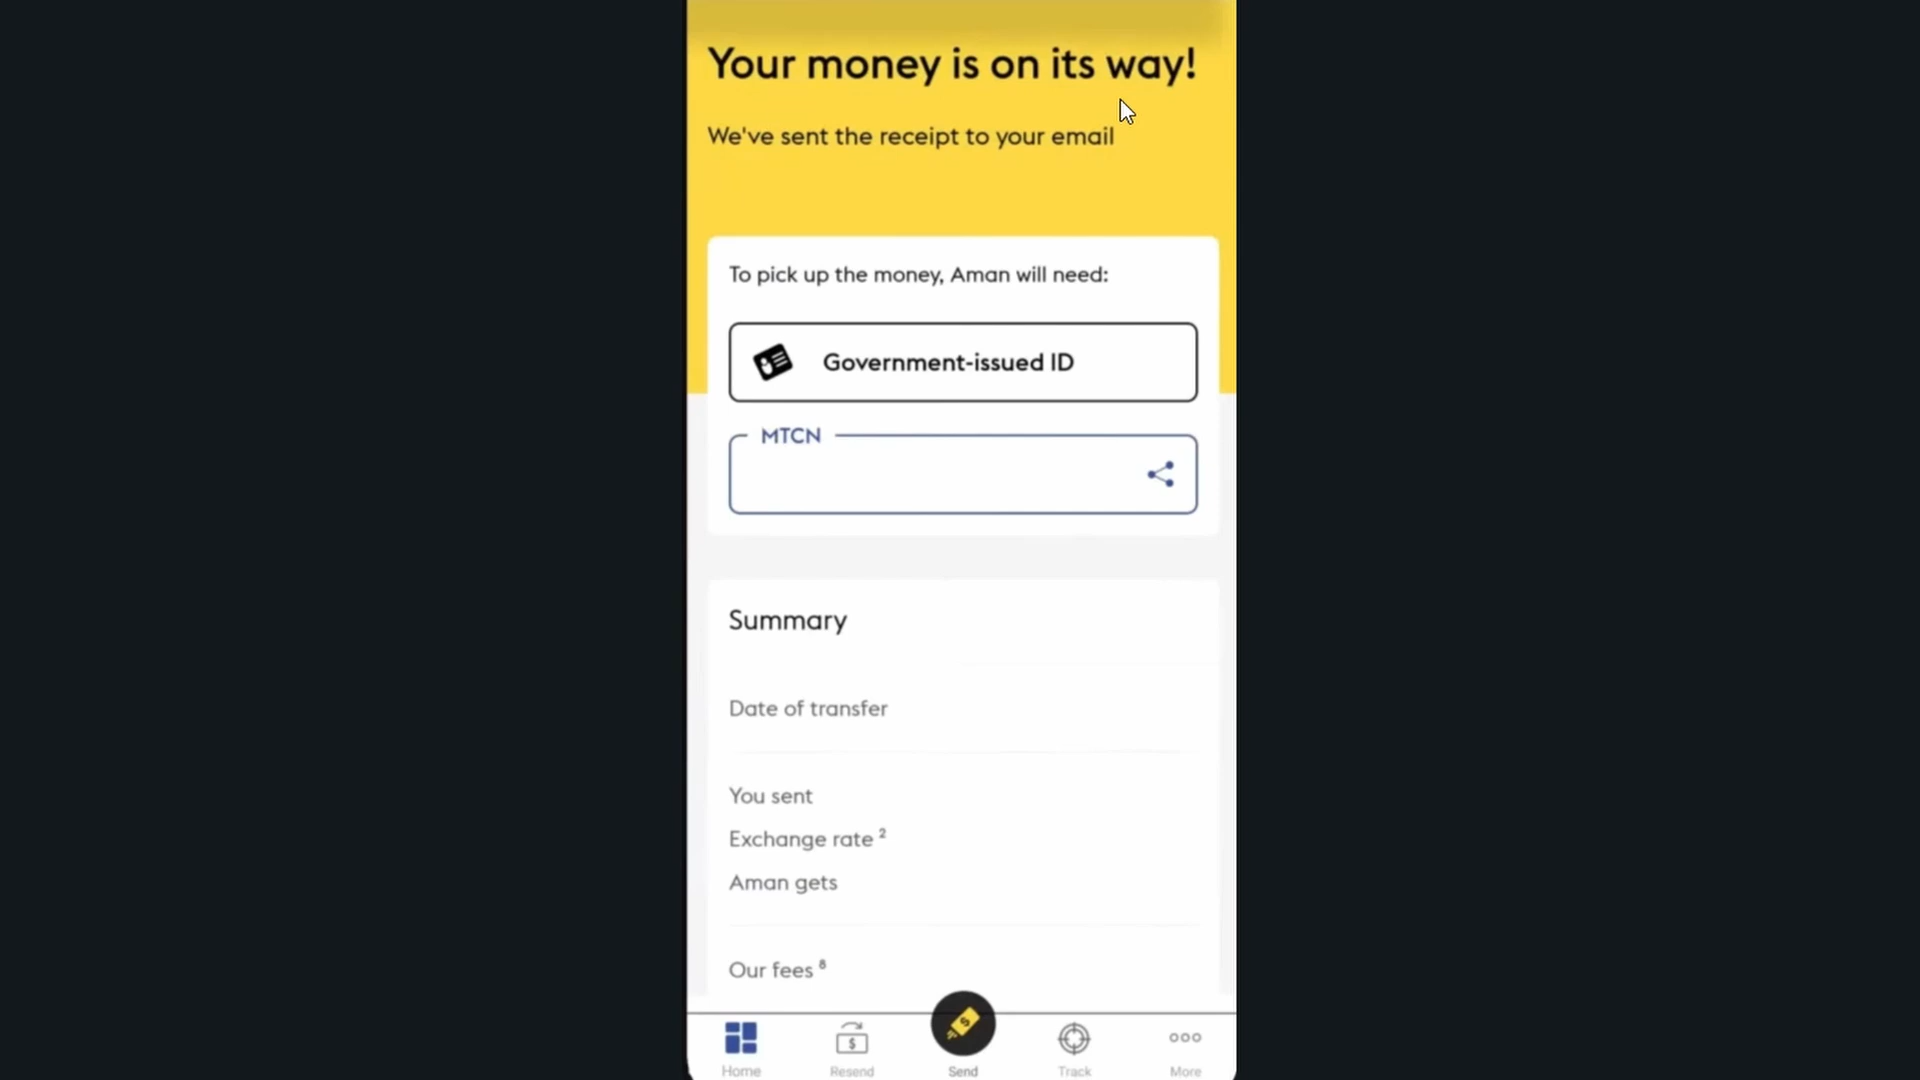 Your money is on its way!
We've sent the receipt to your email
To pick up the money, Aman will need:
Government-issued ID
MTCN
Summary
Date of transfer
You sent
Exchange rate ²
Aman gets
Our fees ⁸
Home
Resend
Send
Track
More